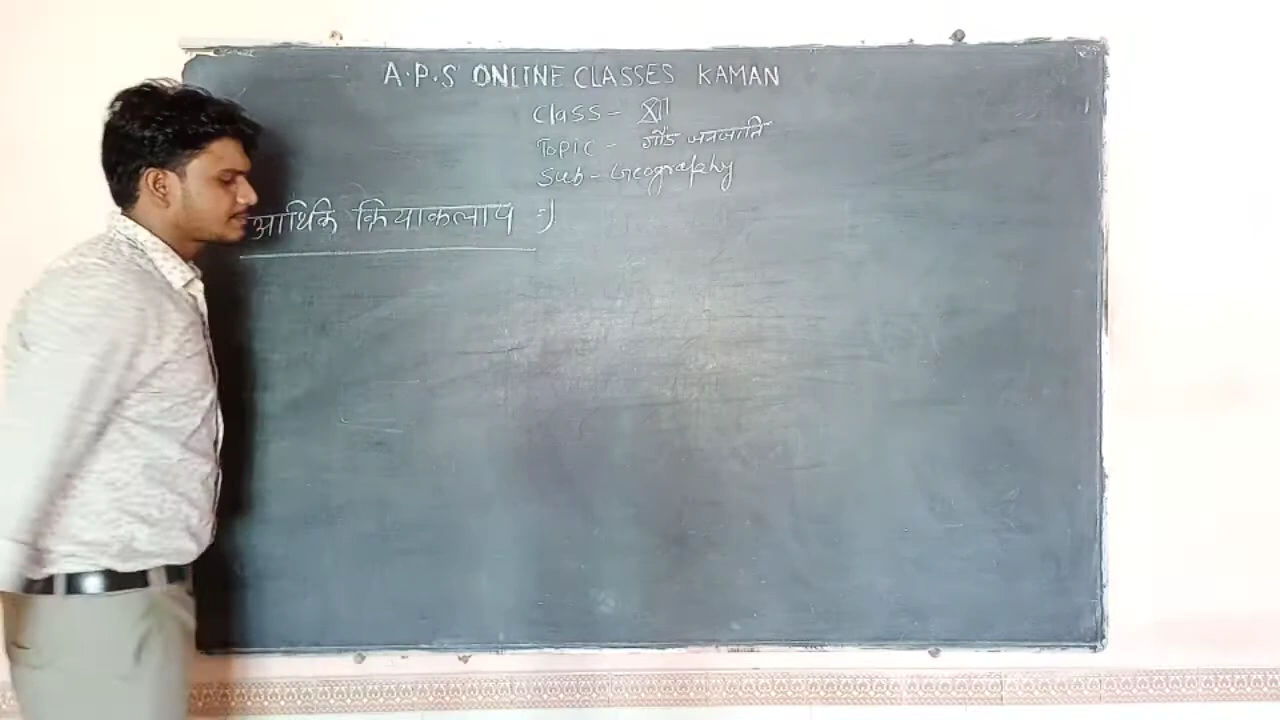 A.P.S ONLINE CLASSES KAMAN
Class - XII
Topic - गौंड जनजाति
Sub - Geography
आर्थिक क्रियाकलाप :-)